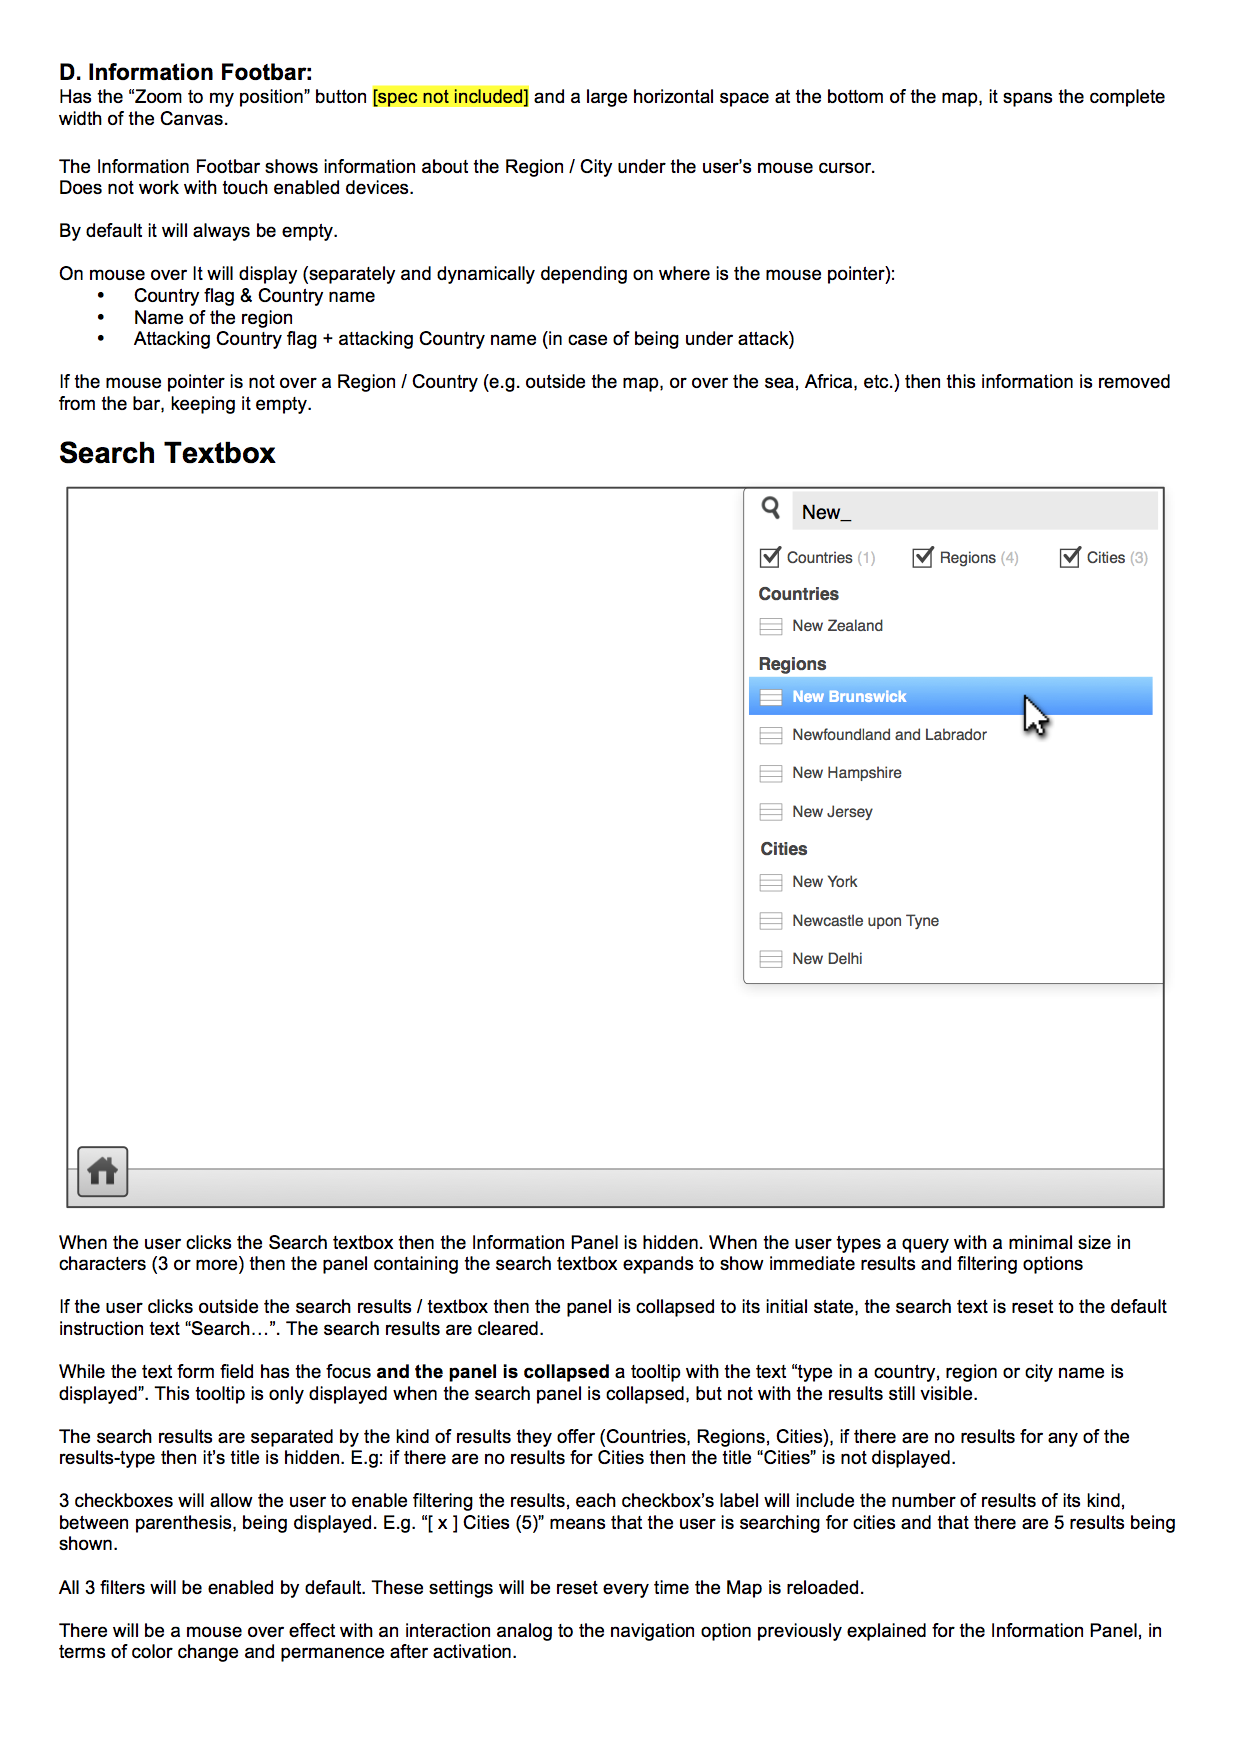 D. Information Footbar:
Has the “Zoom to my position” button [spec not included] and a large horizontal space at the bottom of the map, it spans the complete
width of the Canvas.
The Information Footbar shows information about the Region / City under the user’s mouse cursor.
Does not work with touch enabled devices.
By default it will always be empty.
On mouse over It will display (separately and dynamically depending on where is the mouse pointer):
• Country flag & Country name
• Name of the region
• Attacking Country flag + attacking Country name (in case of being under attack)
If the mouse pointer is not over a Region / Country (e.g. outside the map, or over the sea, Africa, etc.) then this information is removed
from the bar, keeping it empty.
Search Textbox
New_
Countries (1) Regions (4) Cities (3)
Countries
New Zealand
Regions
New Brunswick
Newfoundland and Labrador
New Hampshire
New Jersey
Cities
New York
Newcastle upon Tyne
New Delhi
When the user clicks the Search textbox then the Information Panel is hidden. When the user types a query with a minimal size in
characters (3 or more) then the panel containing the search textbox expands to show immediate results and filtering options
If the user clicks outside the search results / textbox then the panel is collapsed to its initial state, the search text is reset to the default
instruction text “Search…”. The search results are cleared.
While the text form field has the focus and the panel is collapsed a tooltip with the text “type in a country, region or city name is
displayed”. This tooltip is only displayed when the search panel is collapsed, but not with the results still visible.
The search results are separated by the kind of results they offer (Countries, Regions, Cities), if there are no results for any of the
results-type then it’s title is hidden. E.g: if there are no results for Cities then the title “Cities” is not displayed.
3 checkboxes will allow the user to enable filtering the results, each checkbox’s label will include the number of results of its kind,
between parenthesis, being displayed. E.g. “[ x ] Cities (5)” means that the user is searching for cities and that there are 5 results being
shown.
All 3 filters will be enabled by default. These settings will be reset every time the Map is reloaded.
There will be a mouse over effect with an interaction analog to the navigation option previously explained for the Information Panel, in
terms of color change and permanence after activation.